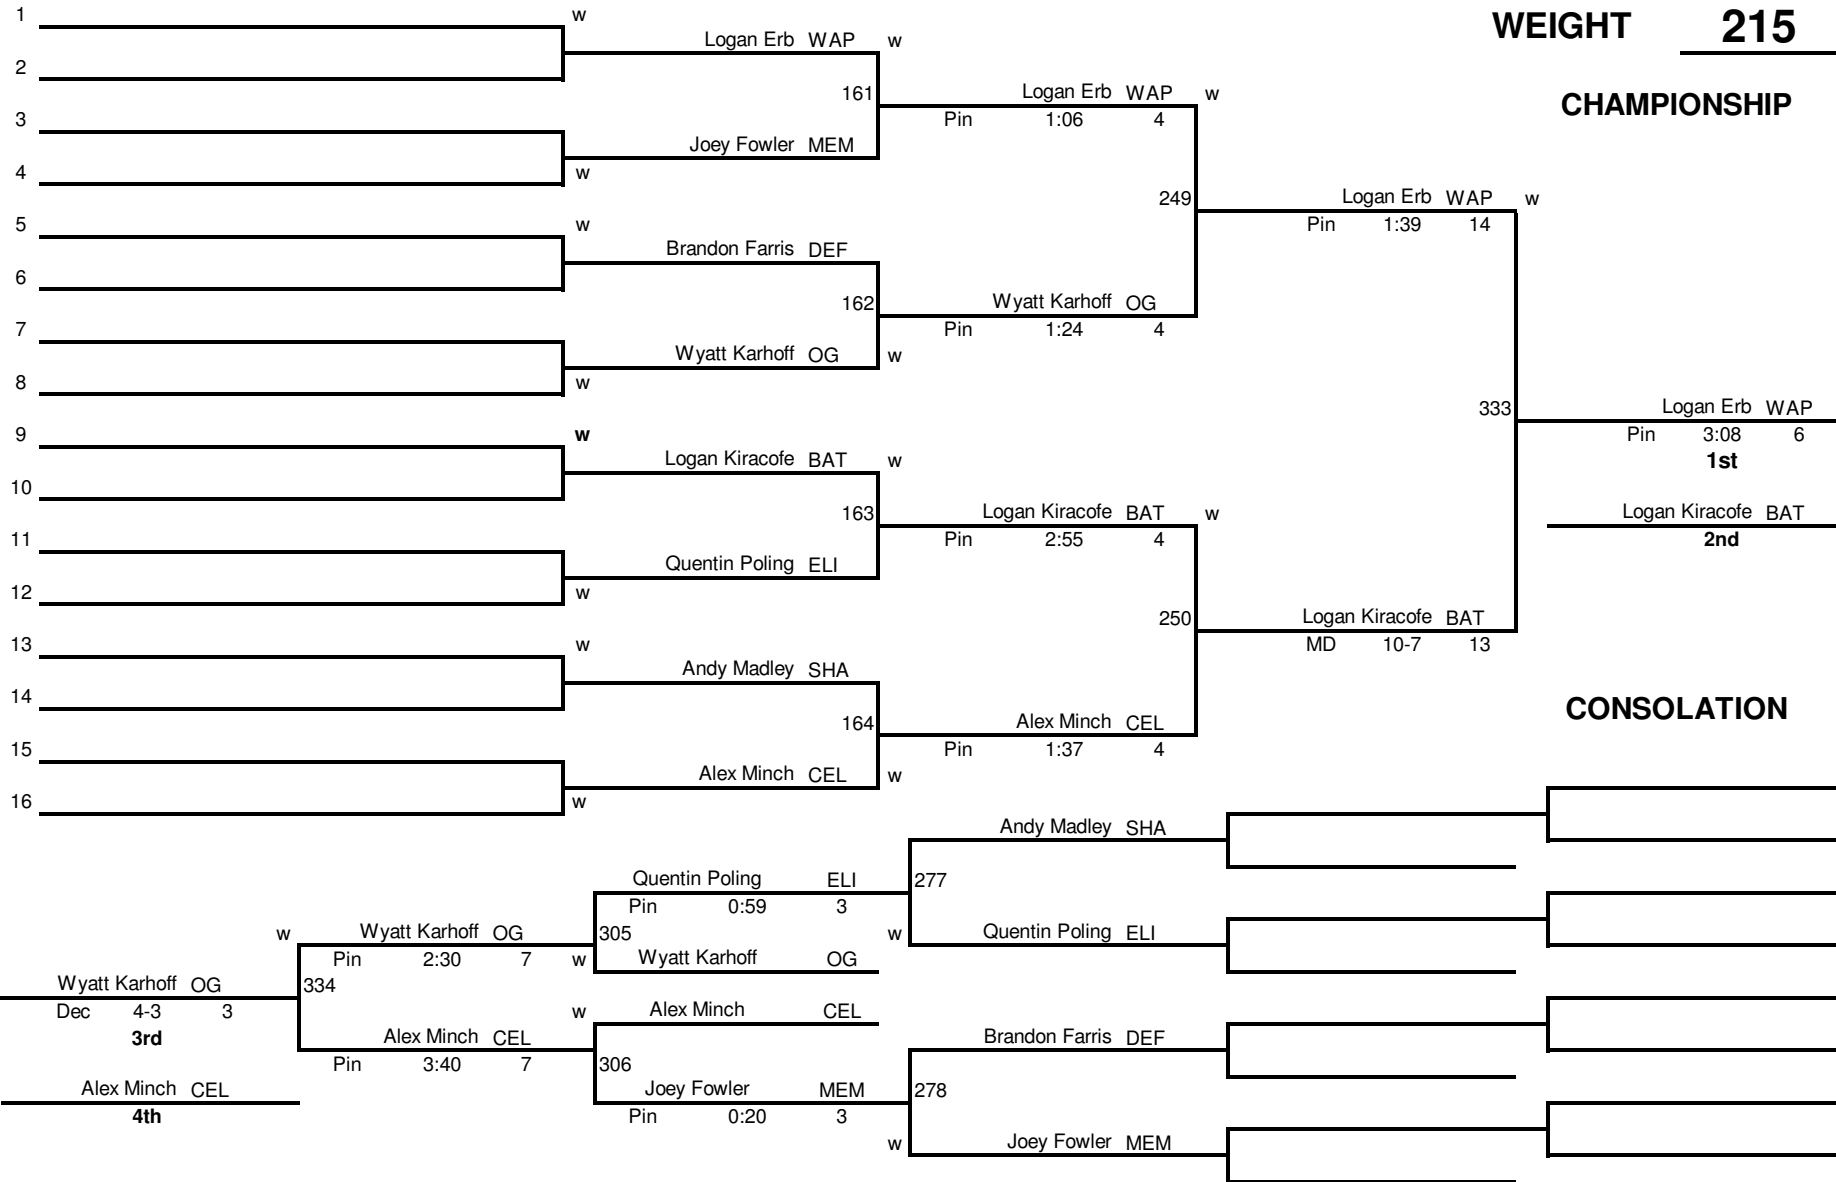 WEIGHT 215
CHAMPIONSHIP
1 w
Logan Erb WAP w
2
161 Logan Erb WAP w
3 Pin 1:06 4
Joey Fowler MEM
4 w
249 Logan Erb WAP w
5 w Pin 1:39 14
Brandon Farris DEF
6
162 Wyatt Karhoff OG
7 Pin 1:24 4
Wyatt Karhoff OG w
8 w
333 Logan Erb WAP
9 w Pin 3:08 6
Logan Kiracofe BAT w 1st
10
163 Logan Kiracofe BAT w Logan Kiracofe BAT
11 Pin 2:55 4 2nd
Quentin Poling ELI
12 w
250 Logan Kiracofe BAT
13 w MD 10-7 13
Andy Madley SHA
14
CONSOLATION
164 Alex Minch CEL
15 Pin 1:37 4
Alex Minch CEL w
16 w
Andy Madley SHA
Quentin Poling ELI 277
Pin 0:59 3
w Wyatt Karhoff OG 305 w Quentin Poling ELI
Pin 2:30 7 w Wyatt Karhoff OG
Wyatt Karhoff OG 334
Dec 4-3 3 w Alex Minch CEL
3rd Alex Minch CEL Brandon Farris DEF
Pin 3:40 7 306
Alex Minch CEL Joey Fowler MEM 278
4th Pin 0:20 3
w Joey Fowler MEM